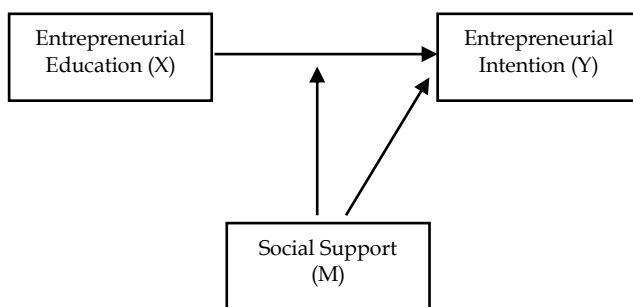 Entrepreneurial
Education (X)
Entrepreneurial
Intention (Y)
Social Support
(M)